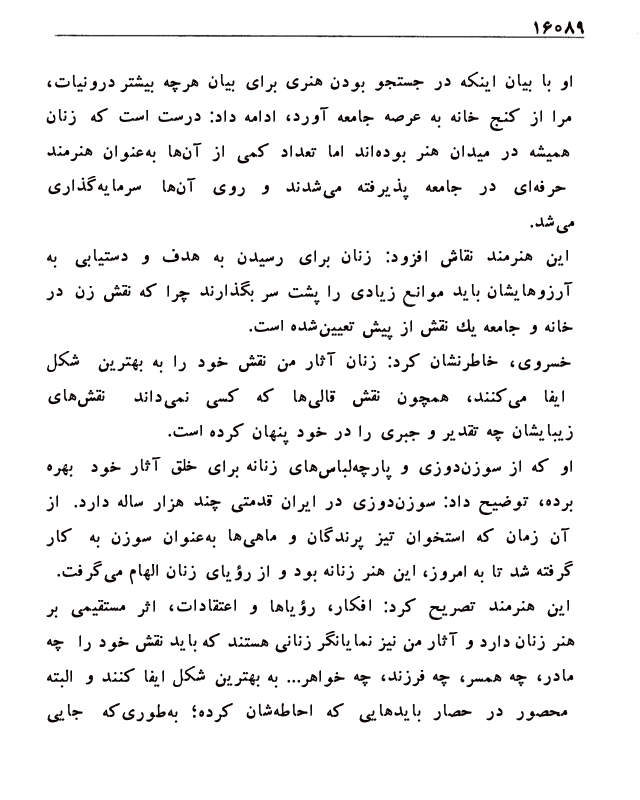 ۱۶۰۸۹
او با بیان اینکه در جستجو بودن هنری برای بیان هرچه بیشتر درونیات،
مرا از کنج خانه به عرصه جامعه آورد، ادامه داد: درست است که زنان
همیشه در میدان هنر بوده‌اند اما تعداد کمی از آن‌ها به‌عنوان هنرمند
حرفه‌ای در جامعه پذیرفته می‌شدند و روی آن‌ها سرمایه‌گذاری
می‌شد.
این هنرمند نقاش افزود: زنان برای رسیدن به هدف و دستیابی به
آرزوهایشان باید موانع زیادی را پشت سر بگذارند چرا که نقش زن در
خانه و جامعه یك نقش از پیش تعیین‌شده است.
خسروی، خاطرنشان کرد: زنان آثار من نقش خود را به بهترین شکل
ایفا می‌کنند، همچون نقش قالی‌ها که کسی نمی‌داند نقش‌های
زیبایشان چه تقدیر و جبری را در خود پنهان کرده است.
او که از سوزن‌دوزی و پارچه‌لباس‌های زنانه برای خلق آثار خود بهره
برده، توضیح داد: سوزن‌دوزی در ایران قدمتی چند هزار ساله دارد. از
آن زمان که استخوان تیز پرندگان و ماهی‌ها به‌عنوان سوزن به کار
گرفته شد تا به امروز، این هنر زنانه بود و از رؤیای زنان الهام می‌گرفت.
این هنرمند تصریح کرد: افکار، رؤیاها و اعتقادات، اثر مستقیمی بر
هنر زنان دارد و آثار من نیز نمایانگر زنانی هستند که باید نقش خود را چه
مادر، چه همسر، چه فرزند، چه خواهر... به بهترین شکل ایفا کنند و البته
محصور در حصار بایدهایی که احاطه‌شان کرده؛ به‌طوری‌که جایی